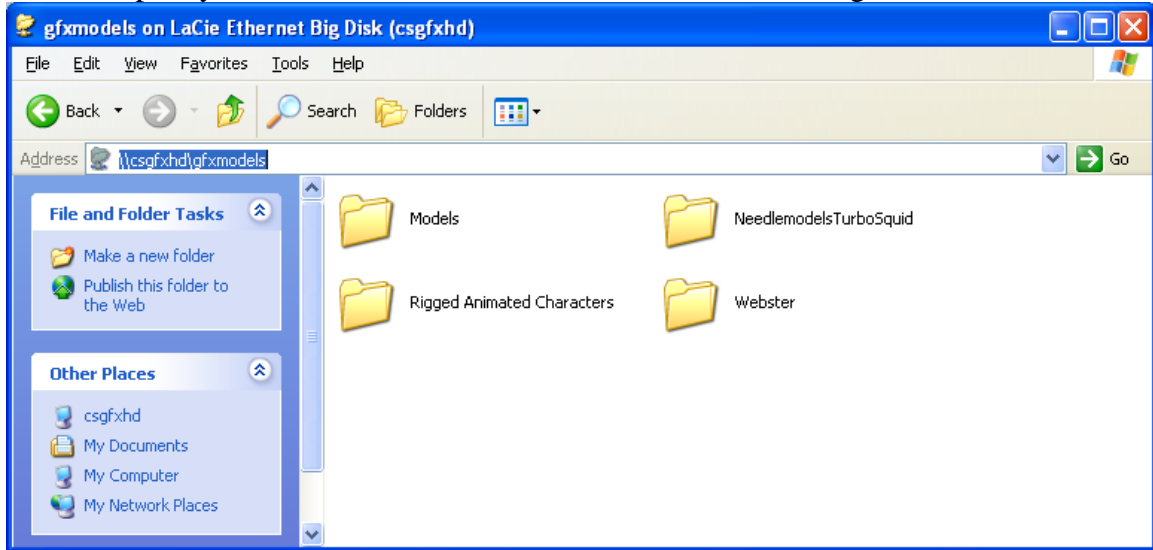 gfxmodels on LaCie Ethernet Big Disk (csgfxhd)
File Edit View Favorites Tools Help
Back Search Folders
Address \\csgfxhd\gfxmodels Go
File and Folder Tasks
Make a new folder
Publish this folder to
the Web
Other Places
csgfxhd
My Documents
My Computer
My Network Places
Models NeedlemodelsTurboSquid
Rigged Animated Characters Webster